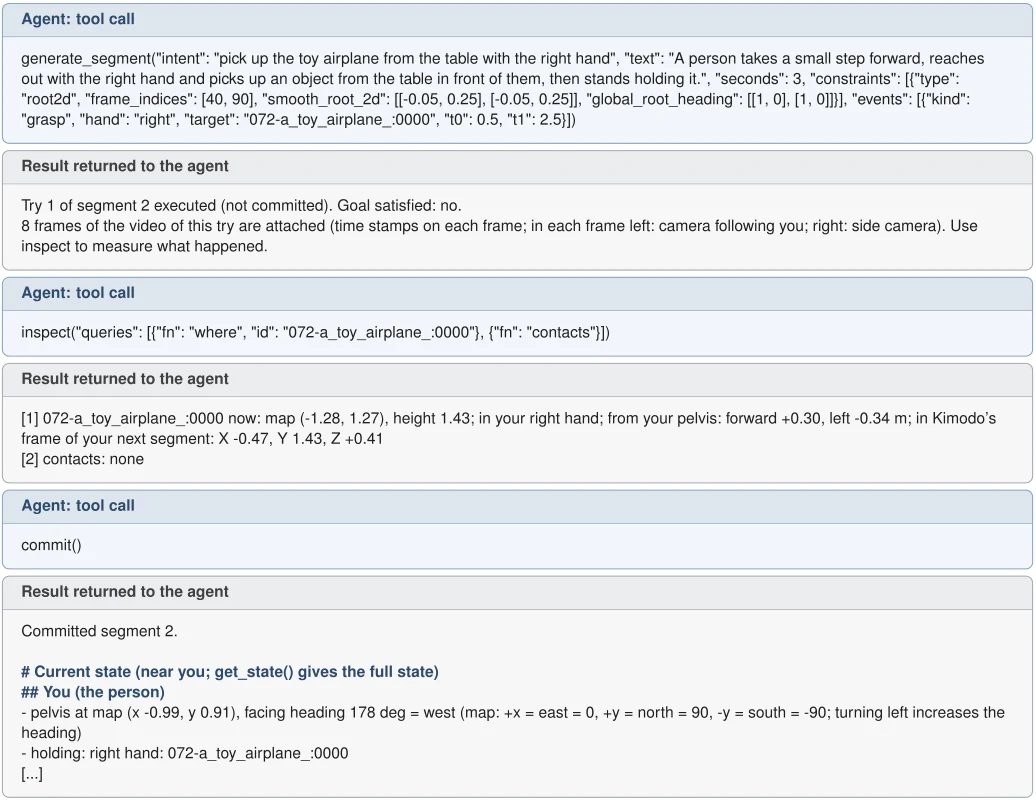 Agent: tool call
generate_segment("intent": "pick up the toy airplane from the table with the right hand", "text": "A person takes a small step forward, reaches
out with the right hand and picks up an object from the table in front of them, then stands holding it.", "seconds": 3, "constraints": [{"type":
"root2d", "frame_indices": [40, 90], "smooth_root_2d": [[-0.05, 0.25], [-0.05, 0.25]], "global_root_heading": [[1, 0], [1, 0]]}], "events": [{"kind":
"grasp", "hand": "right", "target": "072-a_toy_airplane_:0000", "t0": 0.5, "t1": 2.5}])
Result returned to the agent
Try 1 of segment 2 executed (not committed). Goal satisfied: no.
8 frames of the video of this try are attached (time stamps on each frame; in each frame left: camera following you; right: side camera). Use
inspect to measure what happened.
Agent: tool call
inspect("queries": [{"fn": "where", "id": "072-a_toy_airplane_:0000"}, {"fn": "contacts"}])
Result returned to the agent
[1] 072-a_toy_airplane_:0000 now: map (-1.28, 1.27), height 1.43; in your right hand; from your pelvis: forward +0.30, left -0.34 m; in Kimodo's
frame of your next segment: X -0.47, Y 1.43, Z +0.41
[2] contacts: none
Agent: tool call
commit()
Result returned to the agent
Committed segment 2.
# Current state (near you; get_state() gives the full state)
## You (the person)
- pelvis at map (x -0.99, y 0.91), facing heading 178 deg = west (map: +x = east = 0, +y = north = 90, -y = south = -90; turning left increases the
heading)
- holding: right hand: 072-a_toy_airplane_:0000
[...]